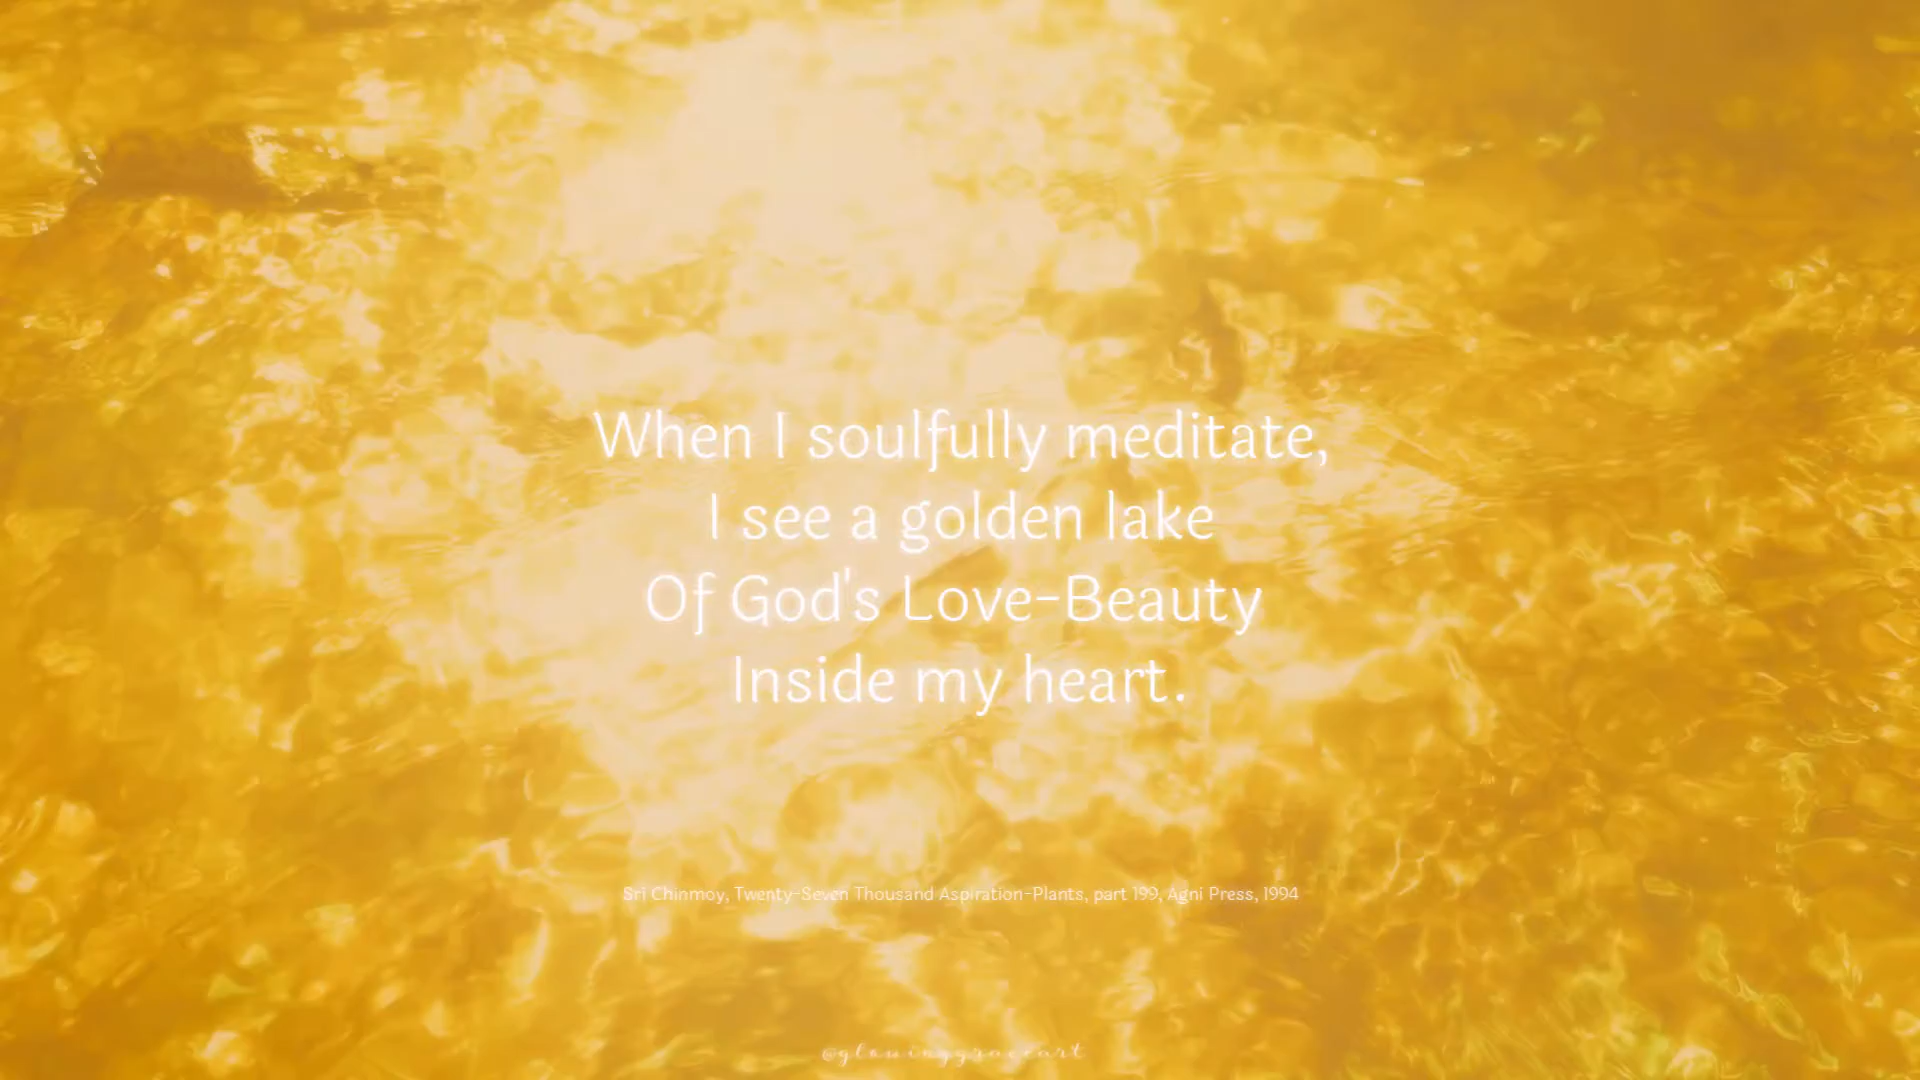 When I soulfully meditate,
I see a golden lake
Of God's Love-Beauty
Inside my heart.
Sri Chinmoy, Twenty-Seven Thousand Aspiration-Plants, part 199, Agni Press, 1994
@glowinggraceart